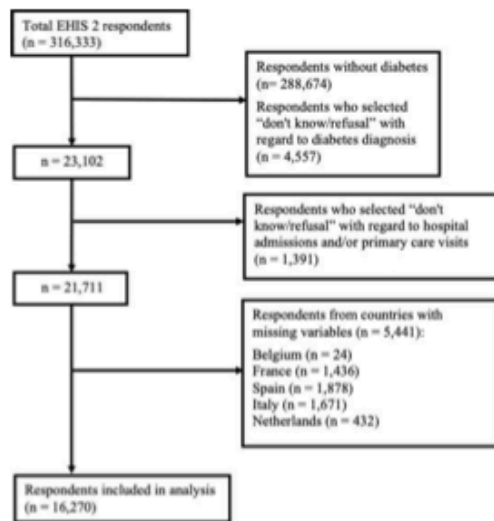 Total EHIS 2 respondents
(n = 316,333)
Respondents without diabetes
(n= 288,674)
Respondents who selected
“don't know/refusal” with
regard to diabetes diagnosis
(n = 4,557)
n = 23,102
Respondents who selected “don't
know/refusal” with regard to hospital
admissions and/or primary care visits
(n = 1,391)
n = 21,711
Respondents from countries with
missing variables (n = 5,441):
Belgium (n = 24)
France (n = 1,436)
Spain (n = 1,878)
Italy (n = 1,671)
Netherlands (n = 432)
Respondents included in analysis
(n = 16,270)